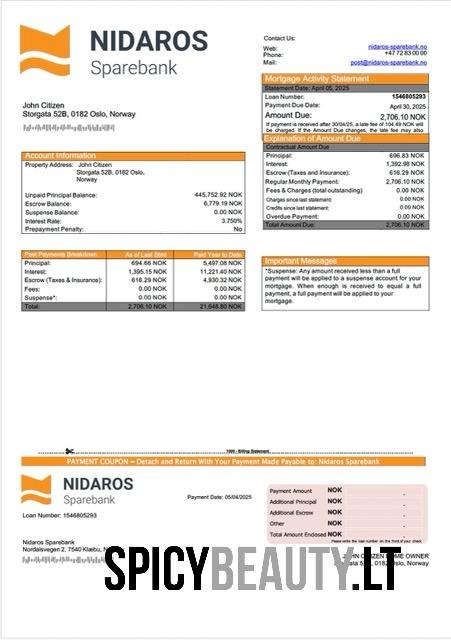 NIDAROS
Sparebank
Contact Us:
Web: nidaros-sparebank.no
Phone: +47 72 83 00 00
Mail: post@nidaros-sparebank.no
John Citizen
Storgata 52B, 0182 Oslo, Norway
Mortgage Activity Statement
Statement Date: April 05, 2025
Loan Number: 1546805293
Payment Due Date: April 30, 2025
Amount Due: 2,706.10 NOK
If payment is received after 30/04/25, a late fee of 104.49 NOK will
be charged. If the Amount Due changes, the late fee may also
Explanation of Amount Due
Contractual Amount Due
Principal: 696.83 NOK
Interest: 1,392.98 NOK
Escrow (Taxes and Insurance): 616.29 NOK
Regular Monthly Payment: 2,706.10 NOK
Fees & Charges (total outstanding) 0.00 NOK
Charges since last statement: 0.00 NOK
Credits since last statement: 0.00 NOK
Overdue Payment: 0.00 NOK
Total Amount Due: 2,706.10 NOK
Account Information
Property Address: John Citizen
Storgata 52B, 0182 Oslo,
Norway
Unpaid Principal Balance: 445,752.92 NOK
Escrow Balance: 6,779.19 NOK
Suspense Balance: 0.00 NOK
Interest Rate: 3.750%
Prepayment Penalty: No
Past Payments Breakdown As of Last Stmt Paid Year to Date
Principal: 694.66 NOK 5,497.08 NOK
Interest: 1,395.15 NOK 11,221.40 NOK
Escrow (Taxes & Insurance): 616.29 NOK 4,930.32 NOK
Fees: 0.00 NOK 0.00 NOK
Suspense*: 0.00 NOK 0.00 NOK
Total: 2,706.10 NOK 21,648.80 NOK
Important Messages
*Suspense: Any amount received less than a full
payment will be applied to a suspense account for your
mortgage. When enough is received to equal a full
payment, a full payment will be applied to your
mortgage.
1000 - Billing Statement
PAYMENT COUPON – Detach and Return With Your Payment Made Payable to: Nidaros Sparebank
NIDAROS
Sparebank
Payment Date: 05/04/2025
Loan Number: 1546805293
Payment Amount NOK .
Additional Principal NOK .
Additional Escrow NOK .
Other NOK .
Total Amount Enclosed NOK .
Please write the loan number on the front of your check
Nidaros Sparebank
Nordalsvegen 2, 7540 Klæbu,
JOHN CITIZEN HOME OWNER
Norway
SPICYBEAUTY.LT